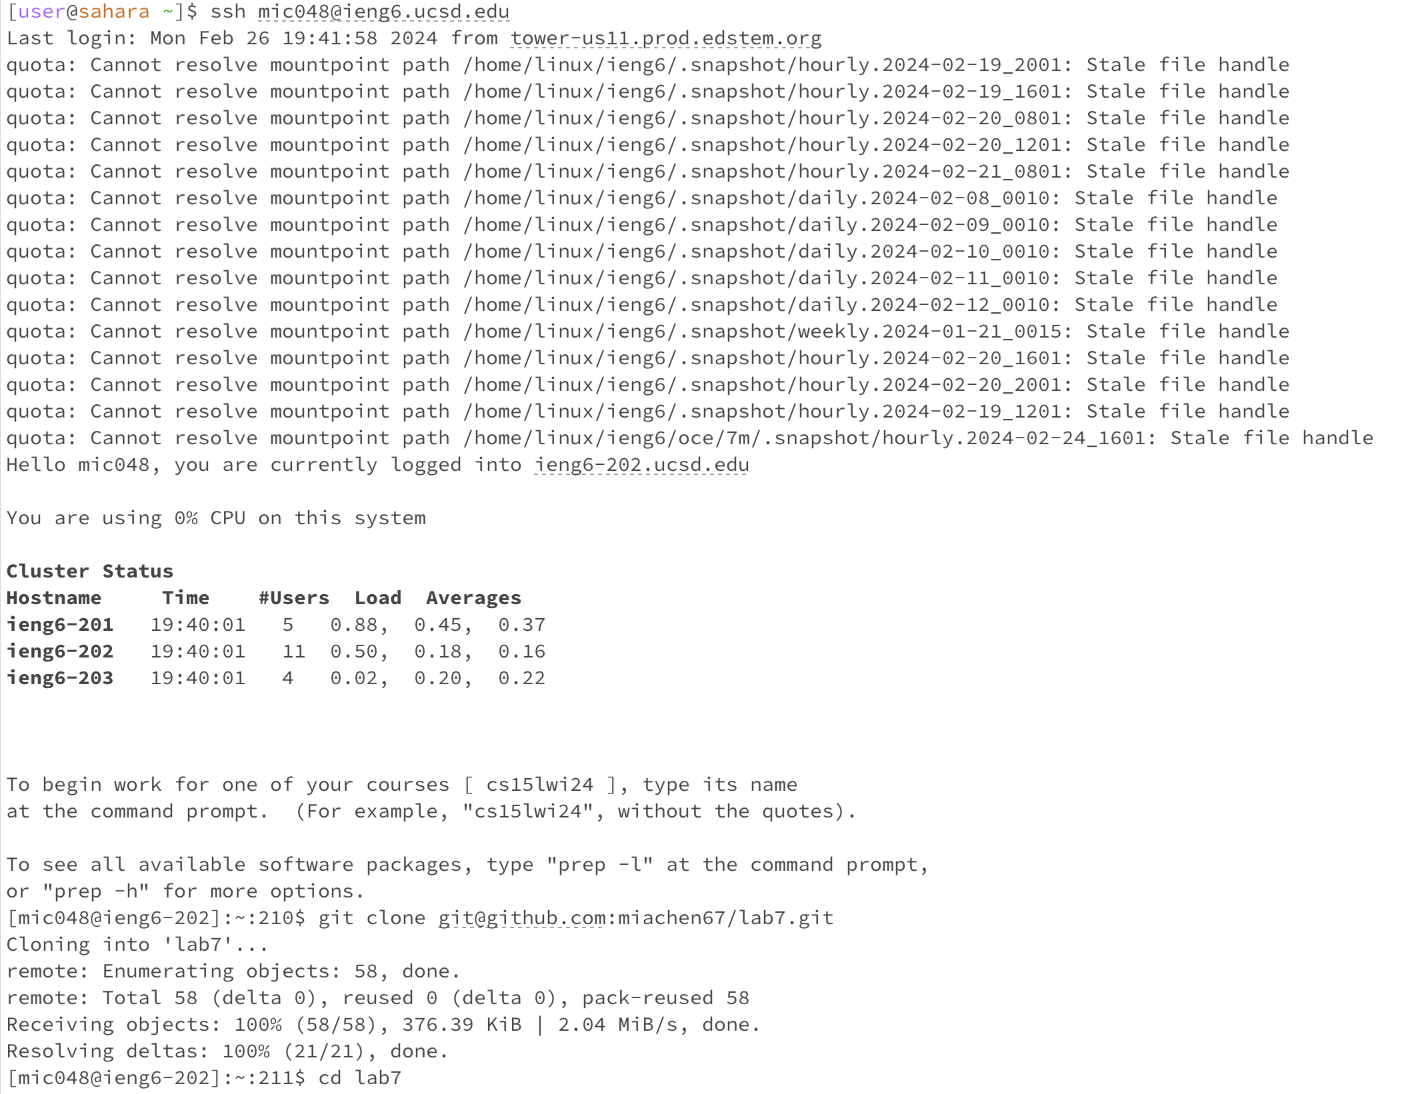 [user@sahara ~]$ ssh mic048@ieng6.ucsd.edu
Last login: Mon Feb 26 19:41:58 2024 from tower-us11.prod.edstem.org
quota: Cannot resolve mountpoint path /home/linux/ieng6/.snapshot/hourly.2024-02-19_2001: Stale file handle
quota: Cannot resolve mountpoint path /home/linux/ieng6/.snapshot/hourly.2024-02-19_1601: Stale file handle
quota: Cannot resolve mountpoint path /home/linux/ieng6/.snapshot/hourly.2024-02-20_0801: Stale file handle
quota: Cannot resolve mountpoint path /home/linux/ieng6/.snapshot/hourly.2024-02-20_1201: Stale file handle
quota: Cannot resolve mountpoint path /home/linux/ieng6/.snapshot/hourly.2024-02-21_0801: Stale file handle
quota: Cannot resolve mountpoint path /home/linux/ieng6/.snapshot/daily.2024-02-08_0010: Stale file handle
quota: Cannot resolve mountpoint path /home/linux/ieng6/.snapshot/daily.2024-02-09_0010: Stale file handle
quota: Cannot resolve mountpoint path /home/linux/ieng6/.snapshot/daily.2024-02-10_0010: Stale file handle
quota: Cannot resolve mountpoint path /home/linux/ieng6/.snapshot/daily.2024-02-11_0010: Stale file handle
quota: Cannot resolve mountpoint path /home/linux/ieng6/.snapshot/daily.2024-02-12_0010: Stale file handle
quota: Cannot resolve mountpoint path /home/linux/ieng6/.snapshot/weekly.2024-01-21_0015: Stale file handle
quota: Cannot resolve mountpoint path /home/linux/ieng6/.snapshot/hourly.2024-02-20_1601: Stale file handle
quota: Cannot resolve mountpoint path /home/linux/ieng6/.snapshot/hourly.2024-02-20_2001: Stale file handle
quota: Cannot resolve mountpoint path /home/linux/ieng6/.snapshot/hourly.2024-02-19_1201: Stale file handle
quota: Cannot resolve mountpoint path /home/linux/ieng6/oce/7m/.snapshot/hourly.2024-02-24_1601: Stale file handle
Hello mic048, you are currently logged into ieng6-202.ucsd.edu
You are using 0% CPU on this system
Cluster Status
Hostname     Time    #Users  Load  Averages
ieng6-201   19:40:01   5   0.88,  0.45,  0.37
ieng6-202   19:40:01   11  0.50,  0.18,  0.16
ieng6-203   19:40:01   4   0.02,  0.20,  0.22
To begin work for one of your courses [ cs15lwi24 ], type its name
at the command prompt.  (For example, "cs15lwi24", without the quotes).
To see all available software packages, type "prep -l" at the command prompt,
or "prep -h" for more options.
[mic048@ieng6-202]:~:210$ git clone git@github.com:miachen67/lab7.git
Cloning into 'lab7'...
remote: Enumerating objects: 58, done.
remote: Total 58 (delta 0), reused 0 (delta 0), pack-reused 58
Receiving objects: 100% (58/58), 376.39 KiB | 2.04 MiB/s, done.
Resolving deltas: 100% (21/21), done.
[mic048@ieng6-202]:~:211$ cd lab7